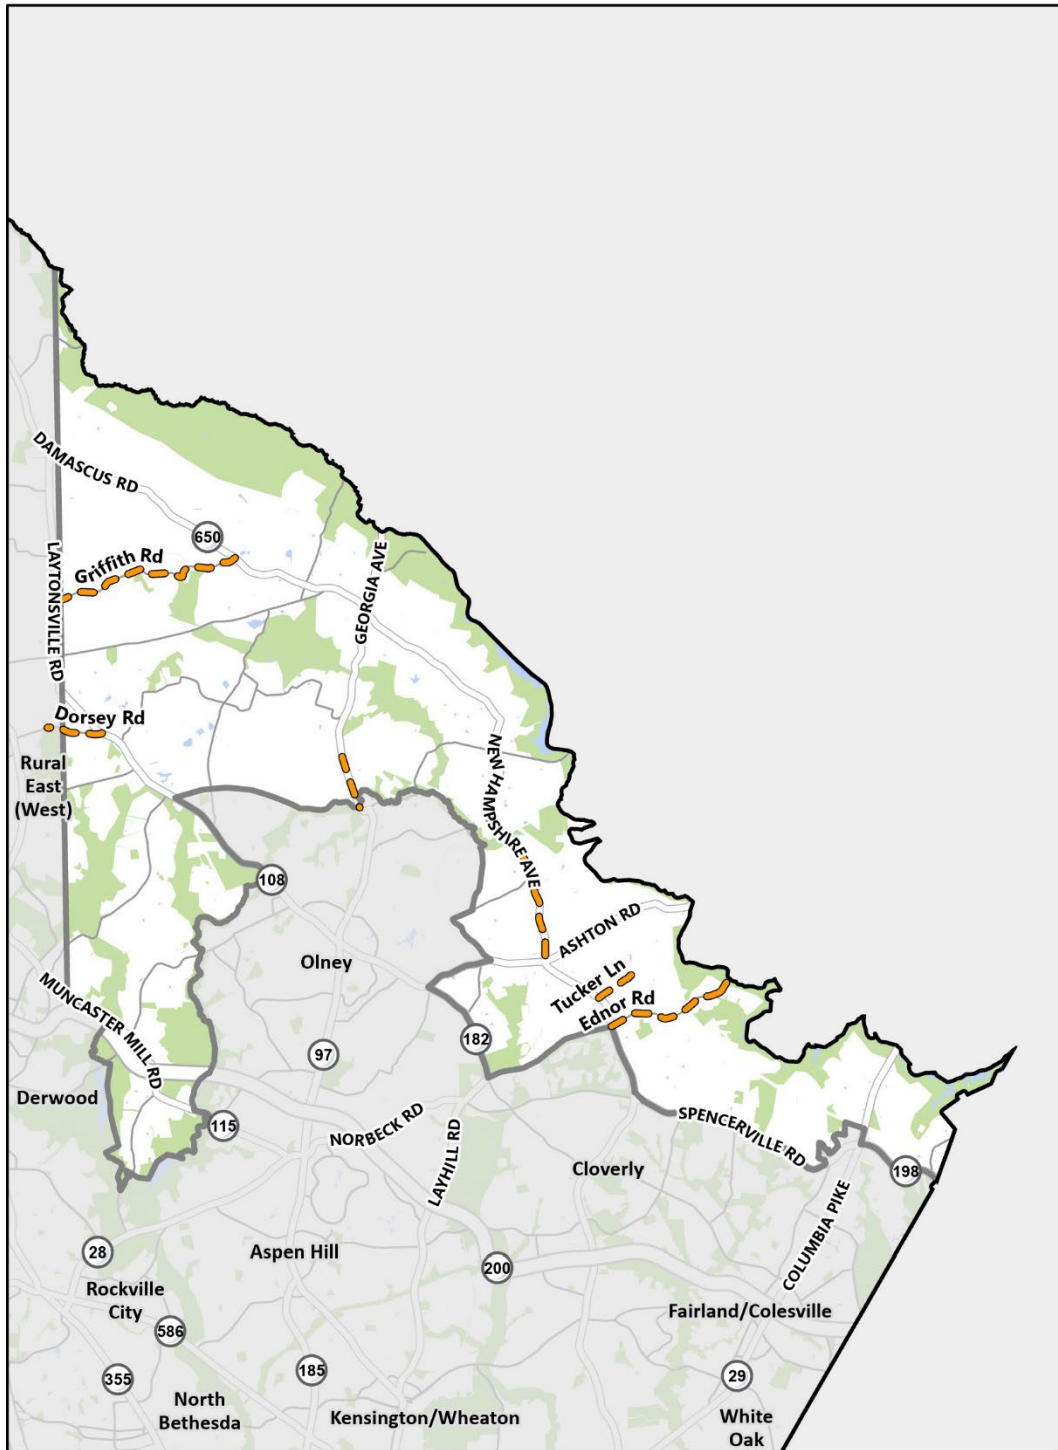 DAMASCUS RD
650
Griffith Rd
LAYTONSVILLE RD
GEORGIA AVE
Dorsey Rd
Rural
East
(West)
NEW HAMPSHIRE AVE
108
ASHTON RD
Olney
Tucker Ln
Ednor Rd
MUNCASTER MILL RD
182
97
Derwood
115
NORBECK RD
SPENCERVILLE RD
LAYHILL RD
Cloverly
198
COLUMBIA PIKE
28
Aspen Hill
200
Rockville
City
Fairland/Colesville
586
355
185
29
North
Bethesda
Kensington/Wheaton
White
Oak